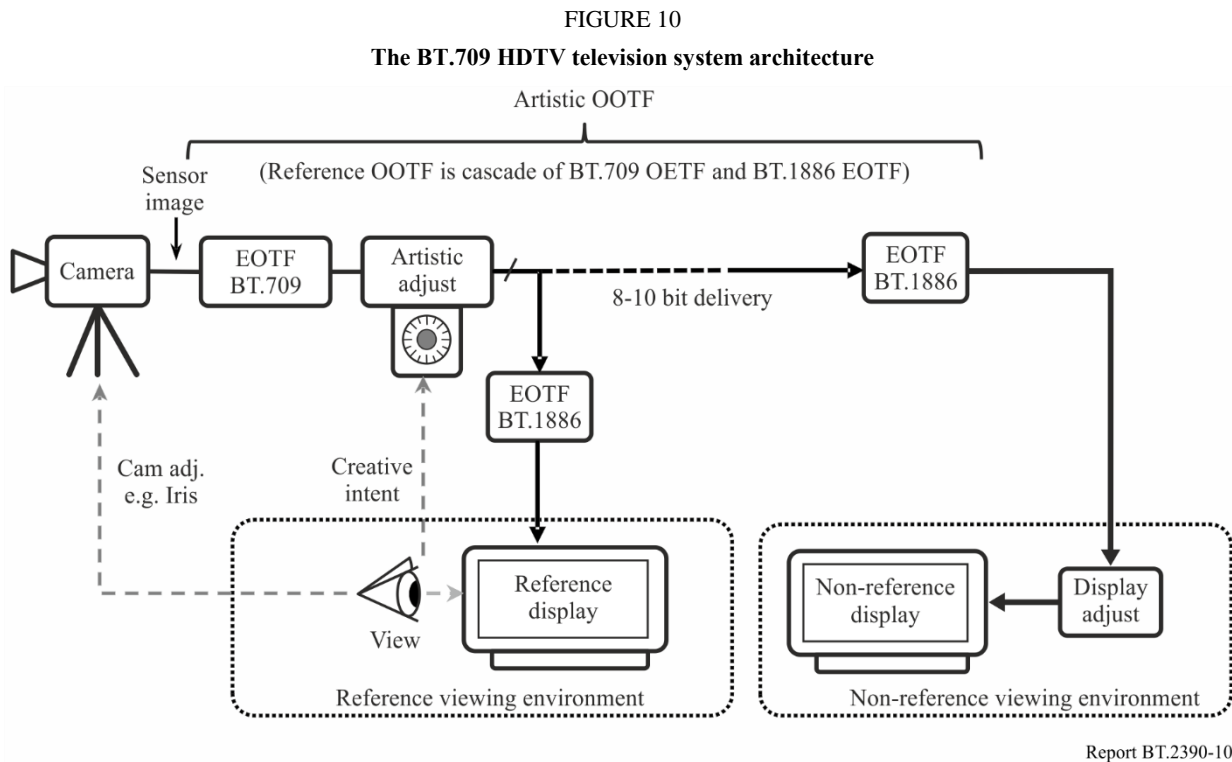 FIGURE 10
The BT.709 HDTV television system architecture
Artistic OOTF
(Reference OOTF is cascade of BT.709 OETF and BT.1886 EOTF)
Sensor
image
Camera
EOTF
BT.709
Artistic
adjust
8-10 bit delivery
EOTF
BT.1886
EOTF
BT.1886
Cam adj.
e.g. Iris
Creative
intent
View
Reference
display
Reference viewing environment
Non-reference
display
Display
adjust
Non-reference viewing environment
Report BT.2390-10